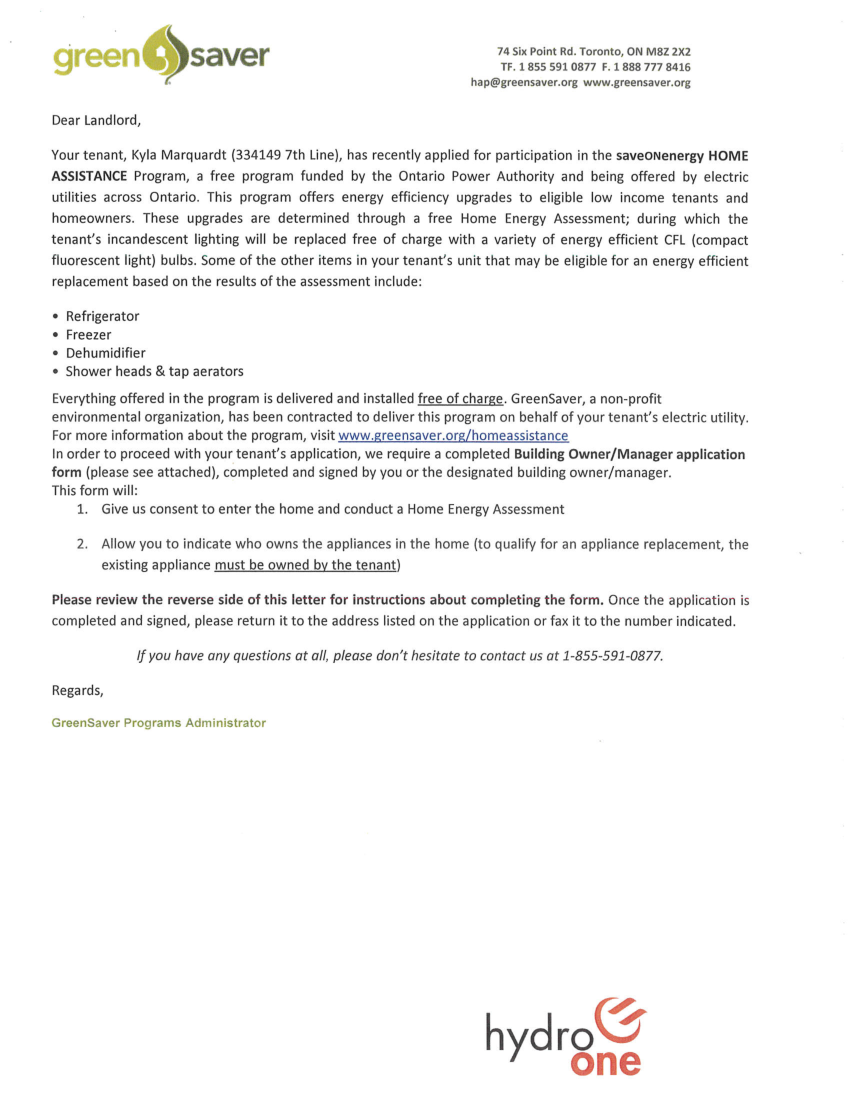 green saver
74 Six Point Rd. Toronto, ON M8Z 2X2
TF. 1 855 591 0877 F. 1 888 777 8416
hap@greensaver.org www.greensaver.org
Dear Landlord,
Your tenant, Kyla Marquardt (334149 7th Line), has recently applied for participation in the saveONenergy HOME
ASSISTANCE Program, a free program funded by the Ontario Power Authority and being offered by electric
utilities across Ontario. This program offers energy efficiency upgrades to eligible low income tenants and
homeowners. These upgrades are determined through a free Home Energy Assessment; during which the
tenant's incandescent lighting will be replaced free of charge with a variety of energy efficient CFL (compact
fluorescent light) bulbs. Some of the other items in your tenant's unit that may be eligible for an energy efficient
replacement based on the results of the assessment include:
• Refrigerator
• Freezer
• Dehumidifier
• Shower heads & tap aerators
Everything offered in the program is delivered and installed free of charge. GreenSaver, a non-profit
environmental organization, has been contracted to deliver this program on behalf of your tenant's electric utility.
For more information about the program, visit www.greensaver.org/homeassistance
In order to proceed with your tenant's application, we require a completed Building Owner/Manager application
form (please see attached), completed and signed by you or the designated building owner/manager.
This form will:
1. Give us consent to enter the home and conduct a Home Energy Assessment
2. Allow you to indicate who owns the appliances in the home (to qualify for an appliance replacement, the
existing appliance must be owned by the tenant)
Please review the reverse side of this letter for instructions about completing the form. Once the application is
completed and signed, please return it to the address listed on the application or fax it to the number indicated.
If you have any questions at all, please don't hesitate to contact us at 1-855-591-0877.
Regards,
GreenSaver Programs Administrator
hydro
one